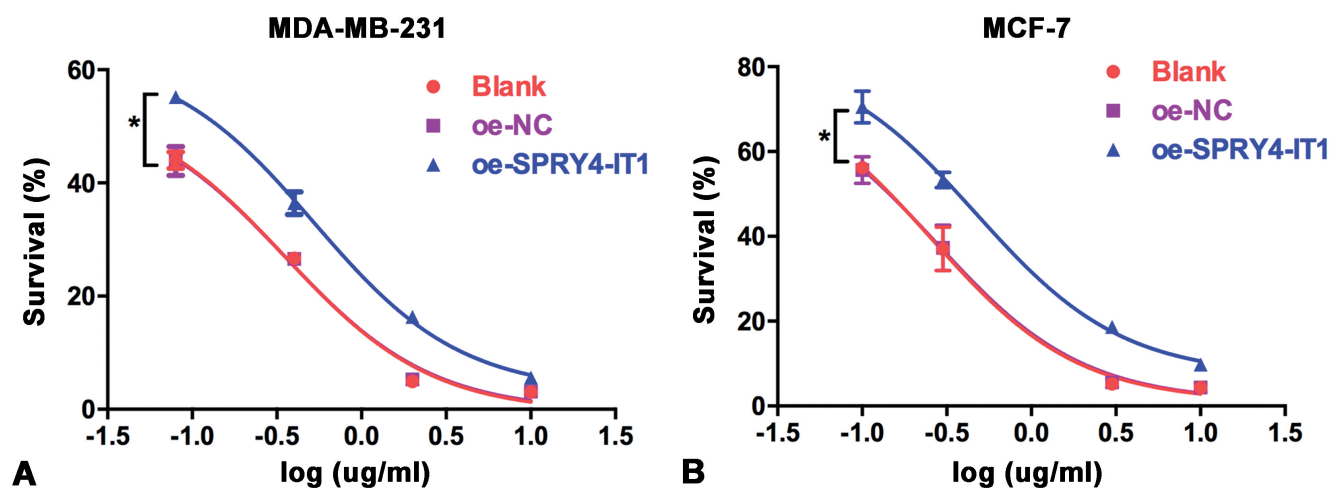 MDA-MB-231
60
40
20
0
Survival (%)
*
Blank
oe-NC
oe-SPRY4-IT1
-1.5 -1.0 -0.5 0.0 0.5 1.0 1.5
log (ug/ml)
A
MCF-7
80
60
40
20
0
Survival (%)
*
Blank
oe-NC
oe-SPRY4-IT1
-1.5 -1.0 -0.5 0.0 0.5 1.0 1.5
log (ug/ml)
B